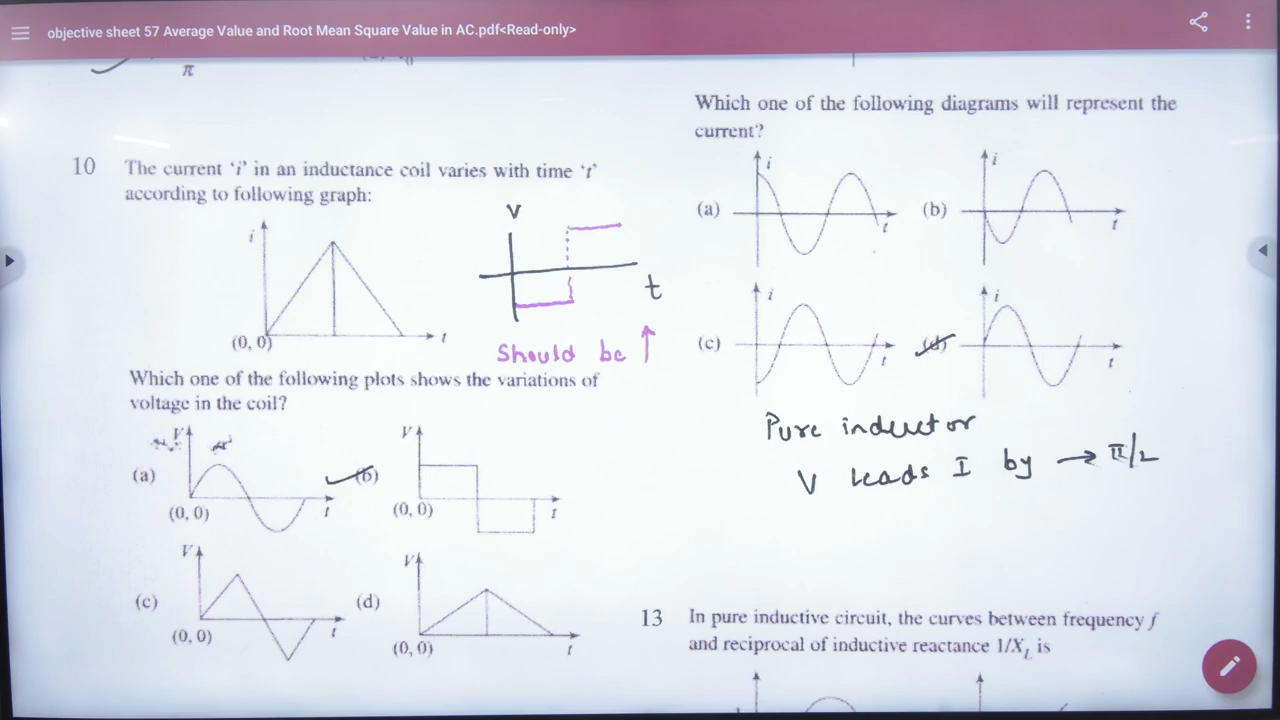 objective sheet 57 Average Value and Root Mean Square Value in AC.pdf<Read-only>
π
10 The current ‘i’ in an inductance coil varies with time ‘t’
according to following graph:
i
(0, 0)
t
V
t
Should be ↑
Which one of the following plots shows the variations of
voltage in the coil?
(a) V (0, 0) t
(b) V (0, 0) t
(c) V (0, 0) t
(d) V (0, 0) t
Which one of the following diagrams will represent the
current?
(a) i t
(b) i t
(c) i t
(d) i t
Pure inductor
V leads I by → π/2
13 In pure inductive circuit, the curves between frequency f
and reciprocal of inductive reactance 1/X_L is